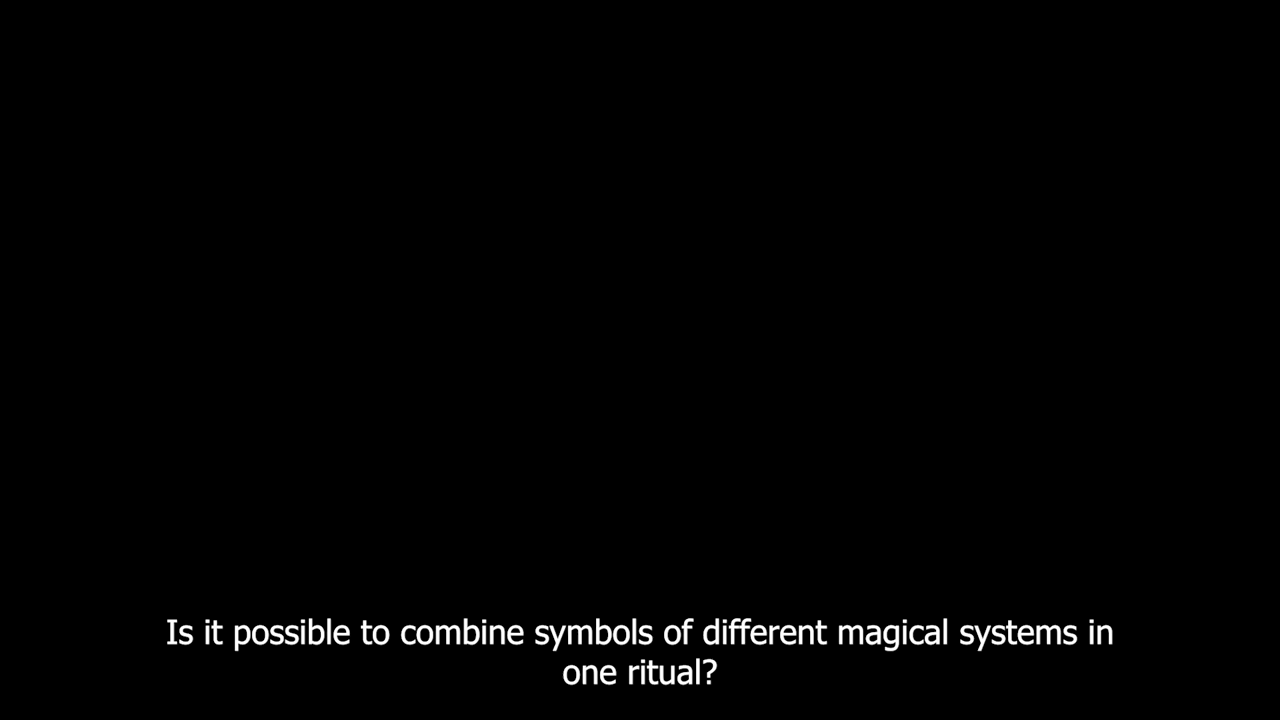 Is it possible to combine symbols of different magical systems in
one ritual?